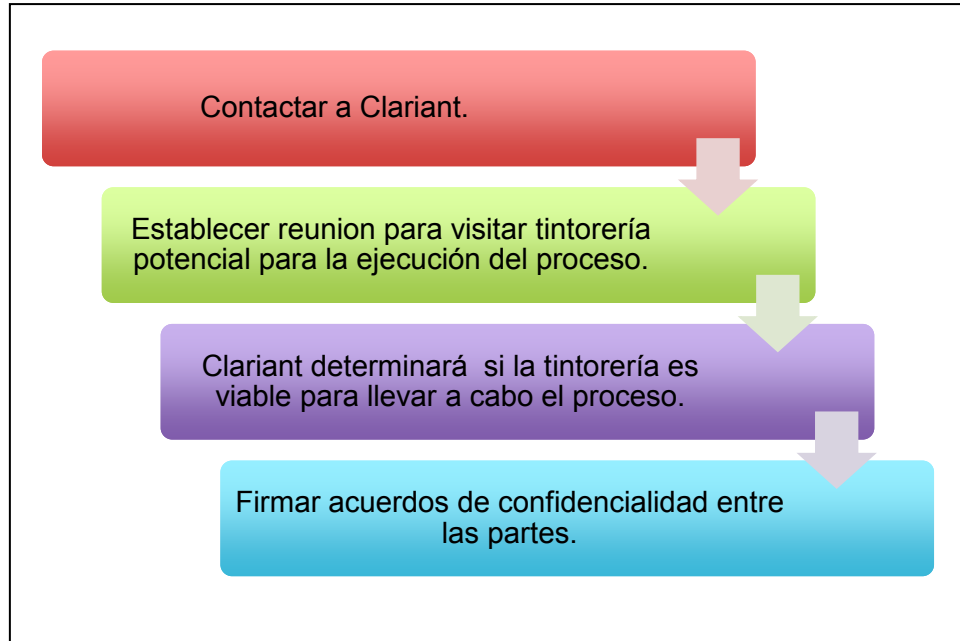 Contactar a Clariant.
Establecer reunion para visitar tintorería
potencial para la ejecución del proceso.
Clariant determinará si la tintorería es
viable para llevar a cabo el proceso.
Firmar acuerdos de confidencialidad entre
las partes.